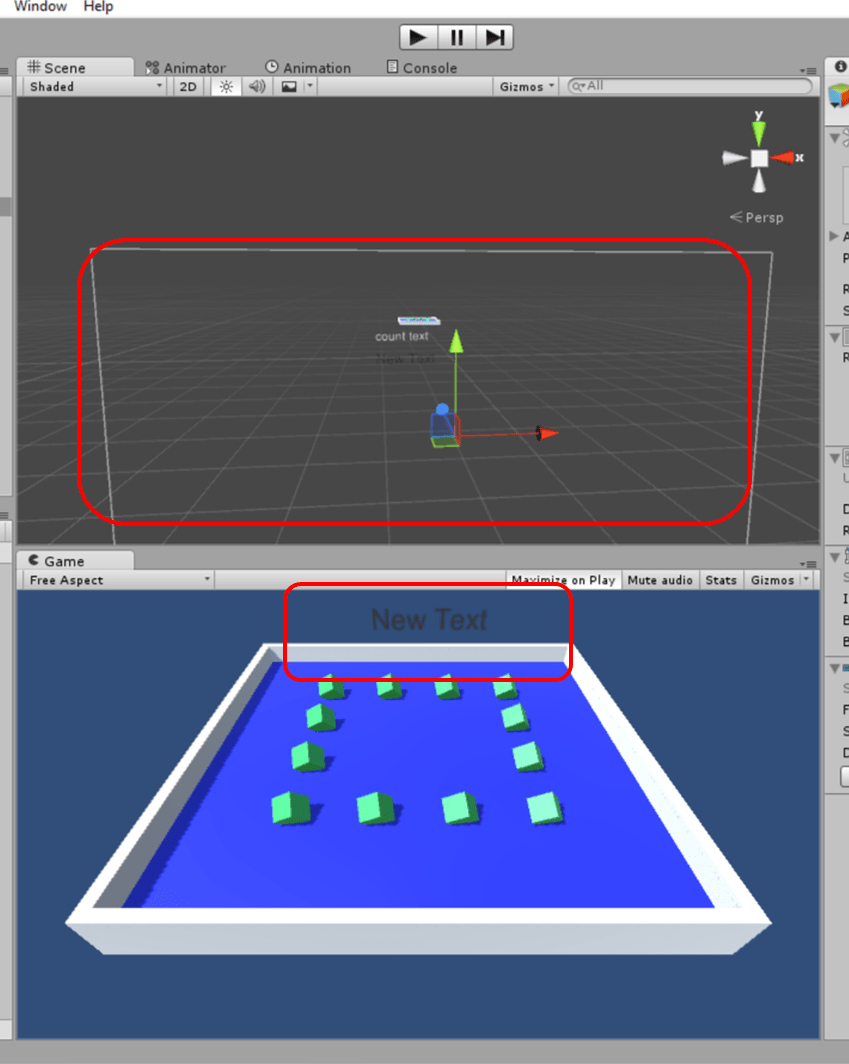 Window Help
Scene Animator Animation Console
Shaded 2D Gizmos All
y
x
Persp
count text
New Text
Game
Free Aspect Maximize on Play Mute audio Stats Gizmos
New Text